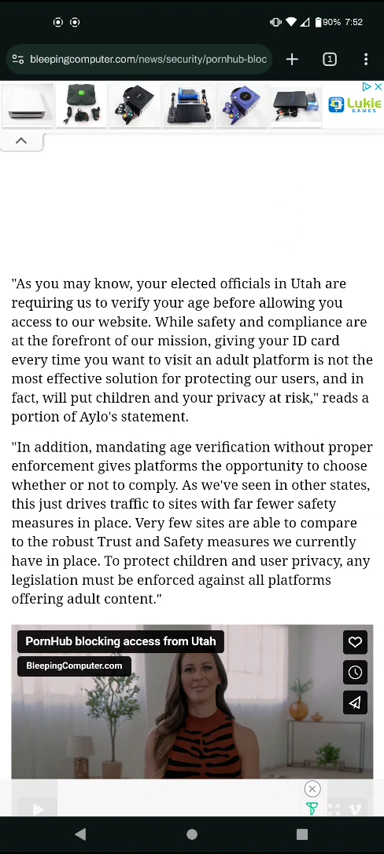 90% 7:52
bleepingcomputer.com/news/security/pornhub-bloc
1
Lukie
GAMES
"As you may know, your elected officials in Utah are
requiring us to verify your age before allowing you
access to our website. While safety and compliance are
at the forefront of our mission, giving your ID card
every time you want to visit an adult platform is not the
most effective solution for protecting our users, and in
fact, will put children and your privacy at risk," reads a
portion of Aylo's statement.
"In addition, mandating age verification without proper
enforcement gives platforms the opportunity to choose
whether or not to comply. As we've seen in other states,
this just drives traffic to sites with far fewer safety
measures in place. Very few sites are able to compare
to the robust Trust and Safety measures we currently
have in place. To protect children and user privacy, any
legislation must be enforced against all platforms
offering adult content."
PornHub blocking access from Utah
BleepingComputer.com